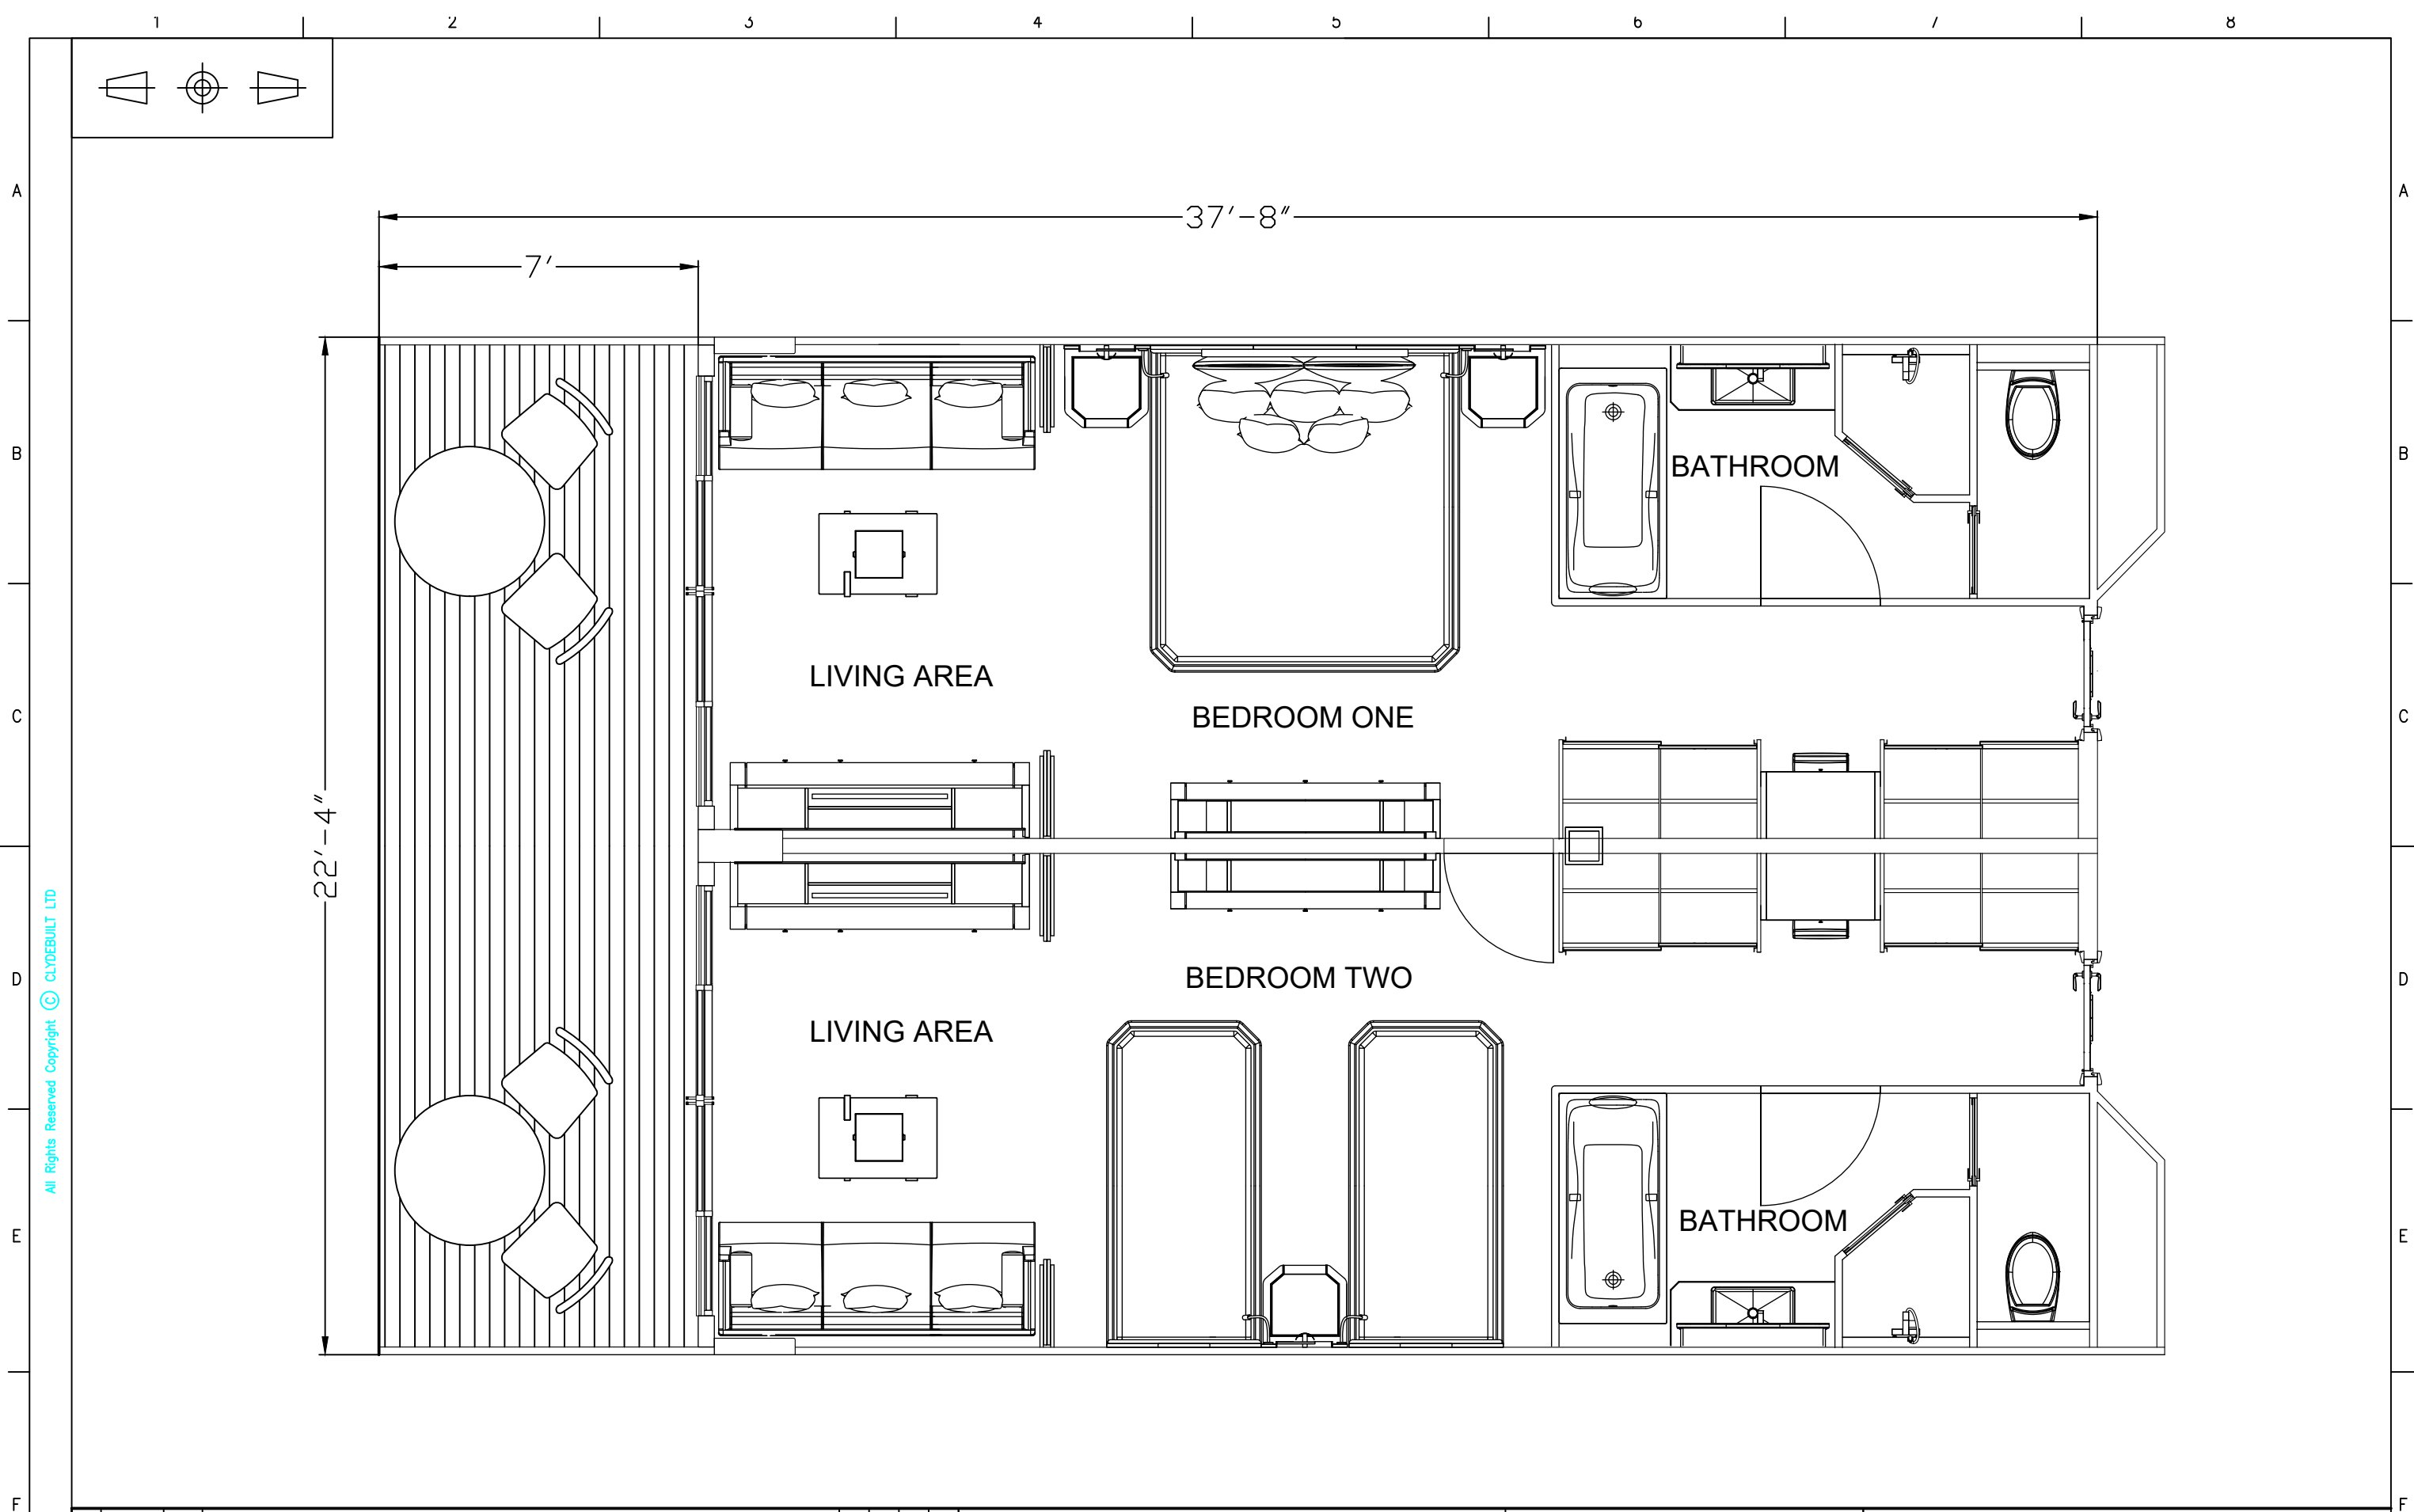 1 2 3 4 5 6 7 8
A A
37'-8"
7'
B B
BATHROOM
LIVING AREA
C C
BEDROOM ONE
22'-4"
All Rights Reserved Copyright © CLYDEBUILT LTD
D D
BEDROOM TWO
LIVING AREA
BATHROOM
E E
F F